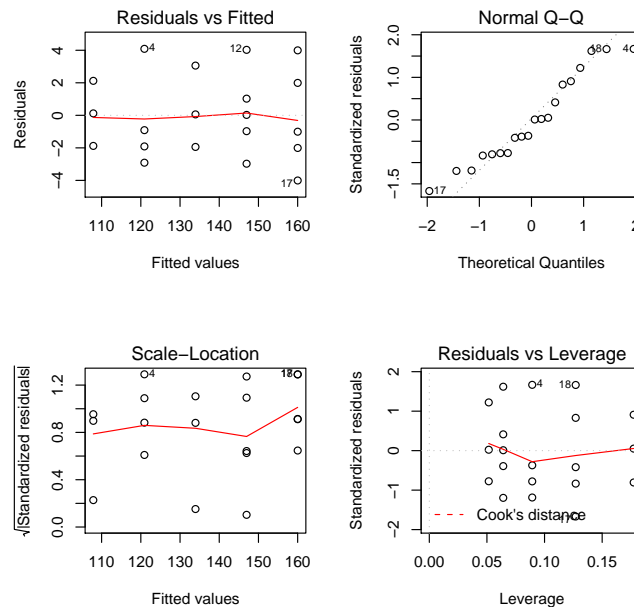 Residuals vs Fitted
Residuals
4
2
0
−2
−4
4
12
17
110 120 130 140 150 160
Fitted values
Normal Q−Q
Standardized residuals
2.0
1.0
0.0
−1.5
18
4
17
−2 −1 0 1 2
Theoretical Quantiles
Scale−Location
√|Standardized residuals|
1.2
0.8
0.4
0.0
4
110 120 130 140 150 160
Fitted values
Residuals vs Leverage
Standardized residuals
2
1
0
−1
−2
4
18
Cook's distance
0.00 0.05 0.10 0.15
Leverage